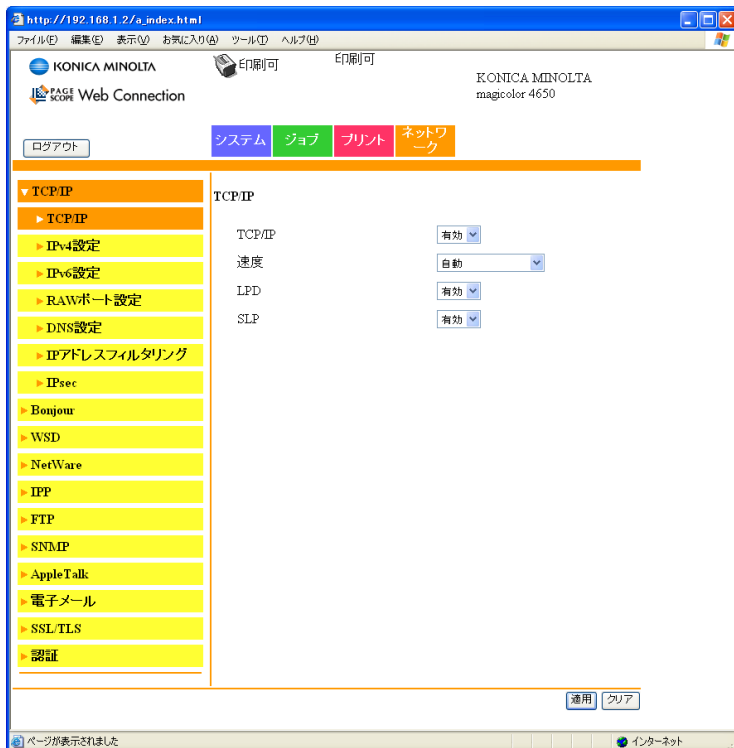 http://192.168.1.2/a_index.html
ファイル(F) 編集(E) 表示(V) お気に入り(A) ツール(T) ヘルプ(H)
KONICA MINOLTA
印刷可
印刷可
KONICA MINOLTA
magicolor 4650
PAGE SCOPE Web Connection
ログアウト
システム
ジョブ
プリント
ネットワ
ーク
TCP/IP
TCP/IP
IPv4設定
IPv6設定
RAWポート設定
DNS設定
IPアドレスフィルタリング
IPsec
Bonjour
WSD
NetWare
IPP
FTP
SNMP
AppleTalk
電子メール
SSL/TLS
認証
TCP/IP
TCP/IP 有効
速度 自動
LPD 有効
SLP 有効
適用 クリア
ページが表示されました インターネット